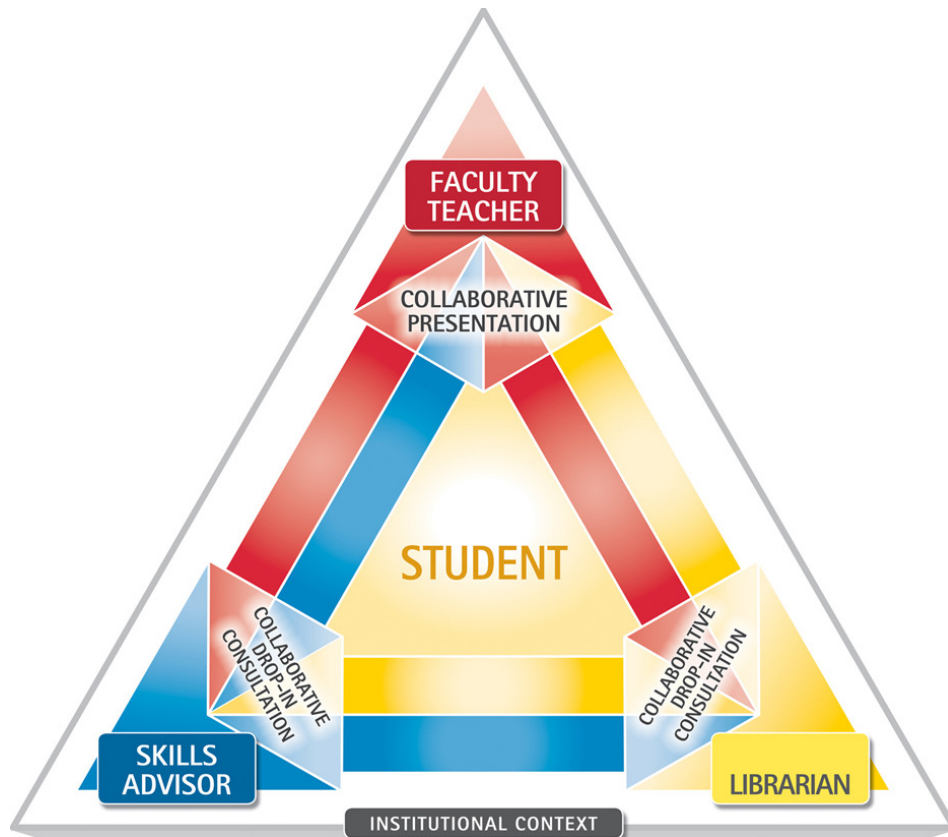 FACULTY
TEACHER
COLLABORATIVE
PRESENTATION
STUDENT
COLLABORATIVE
DROP-IN
CONSULTATION
COLLABORATIVE
DROP-IN
CONSULTATION
SKILLS
ADVISOR
LIBRARIAN
INSTITUTIONAL CONTEXT